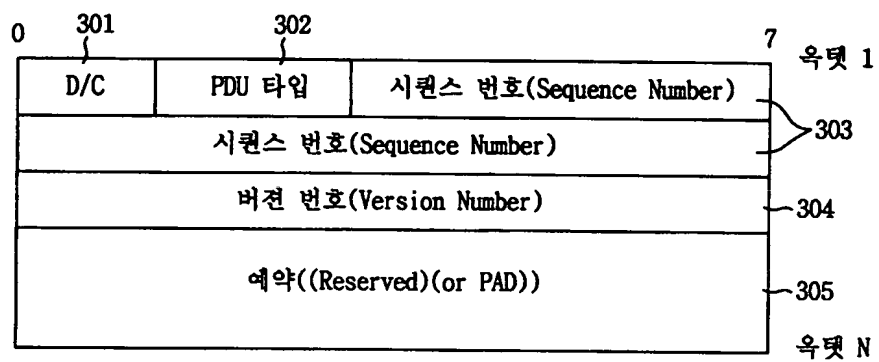 0 301 302 7 옥텟 1
D/C PDU 타입 시퀀스 번호(Sequence Number)
303
시퀀스 번호(Sequence Number)
버젼 번호(Version Number) 304
예약((Reserved)(or PAD)) 305
옥텟 N